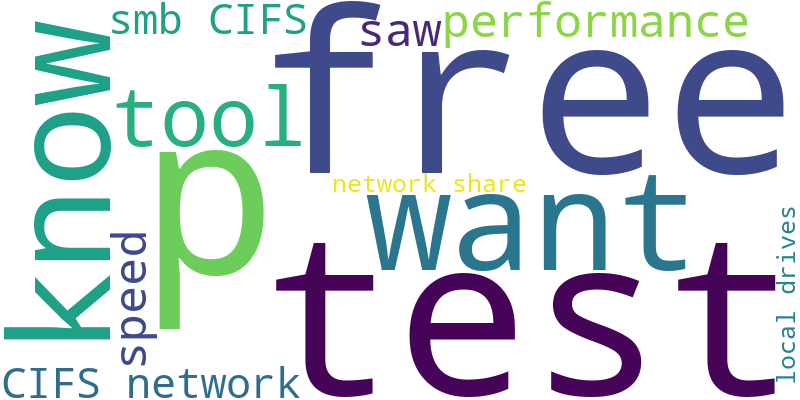 smb CIFS
saw
performance
free
know
tool
p
network share
want
speed
test
local drives
CIFS network